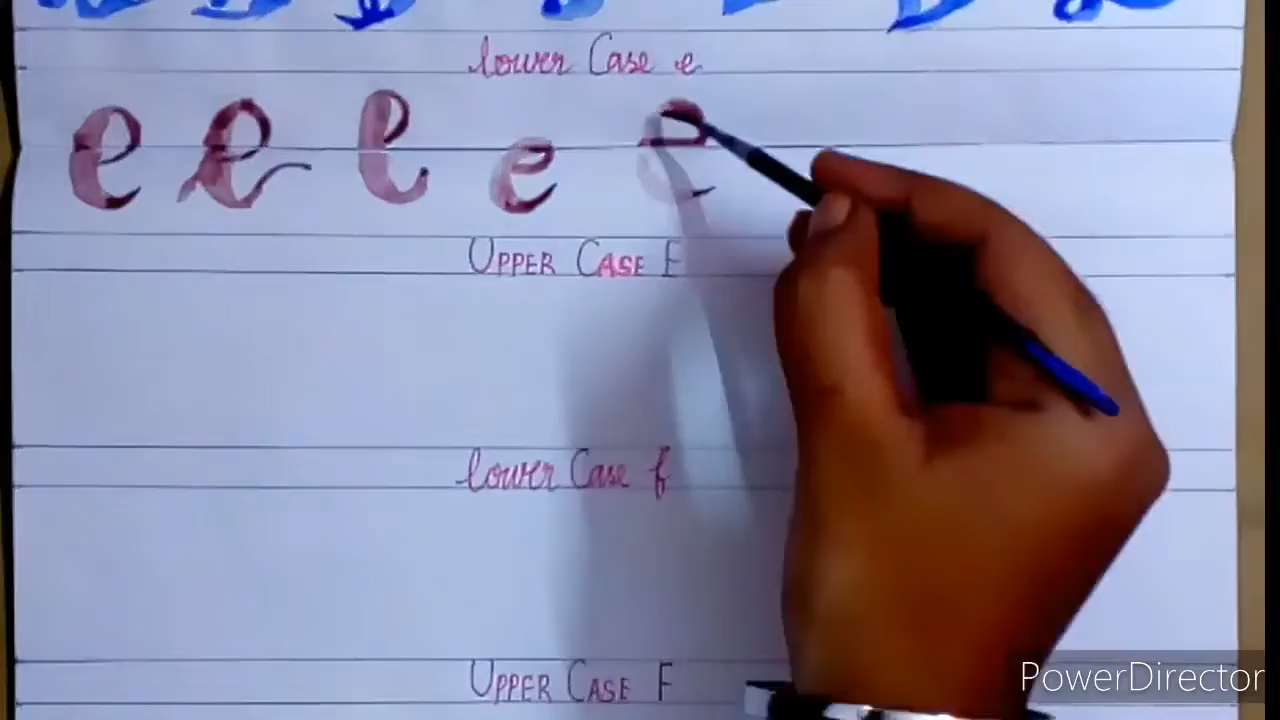 lower Case e
e e e e e
UPPER CASE E
lower Case f
UPPER CASE F
PowerDirector